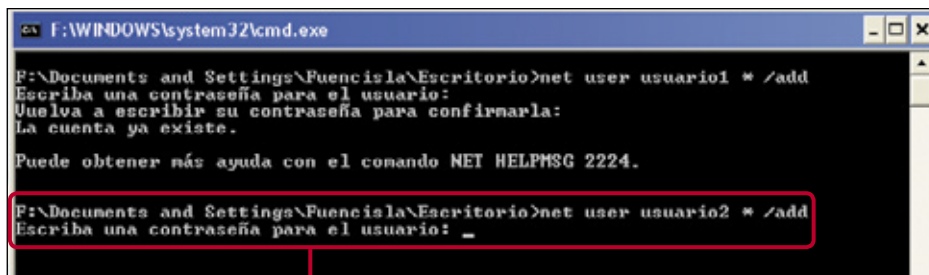 F:\WINDOWS\system32\cmd.exe
F:\Documents and Settings\Fuencisla\Escritorio>net user usuario1 * /add
Escriba una contraseña para el usuario:
Vuelva a escribir su contraseña para confirmarla:
La cuenta ya existe.
Puede obtener más ayuda con el comando NET HELPMSG 2224.
F:\Documents and Settings\Fuencisla\Escritorio>net user usuario2 * /add
Escriba una contraseña para el usuario: _